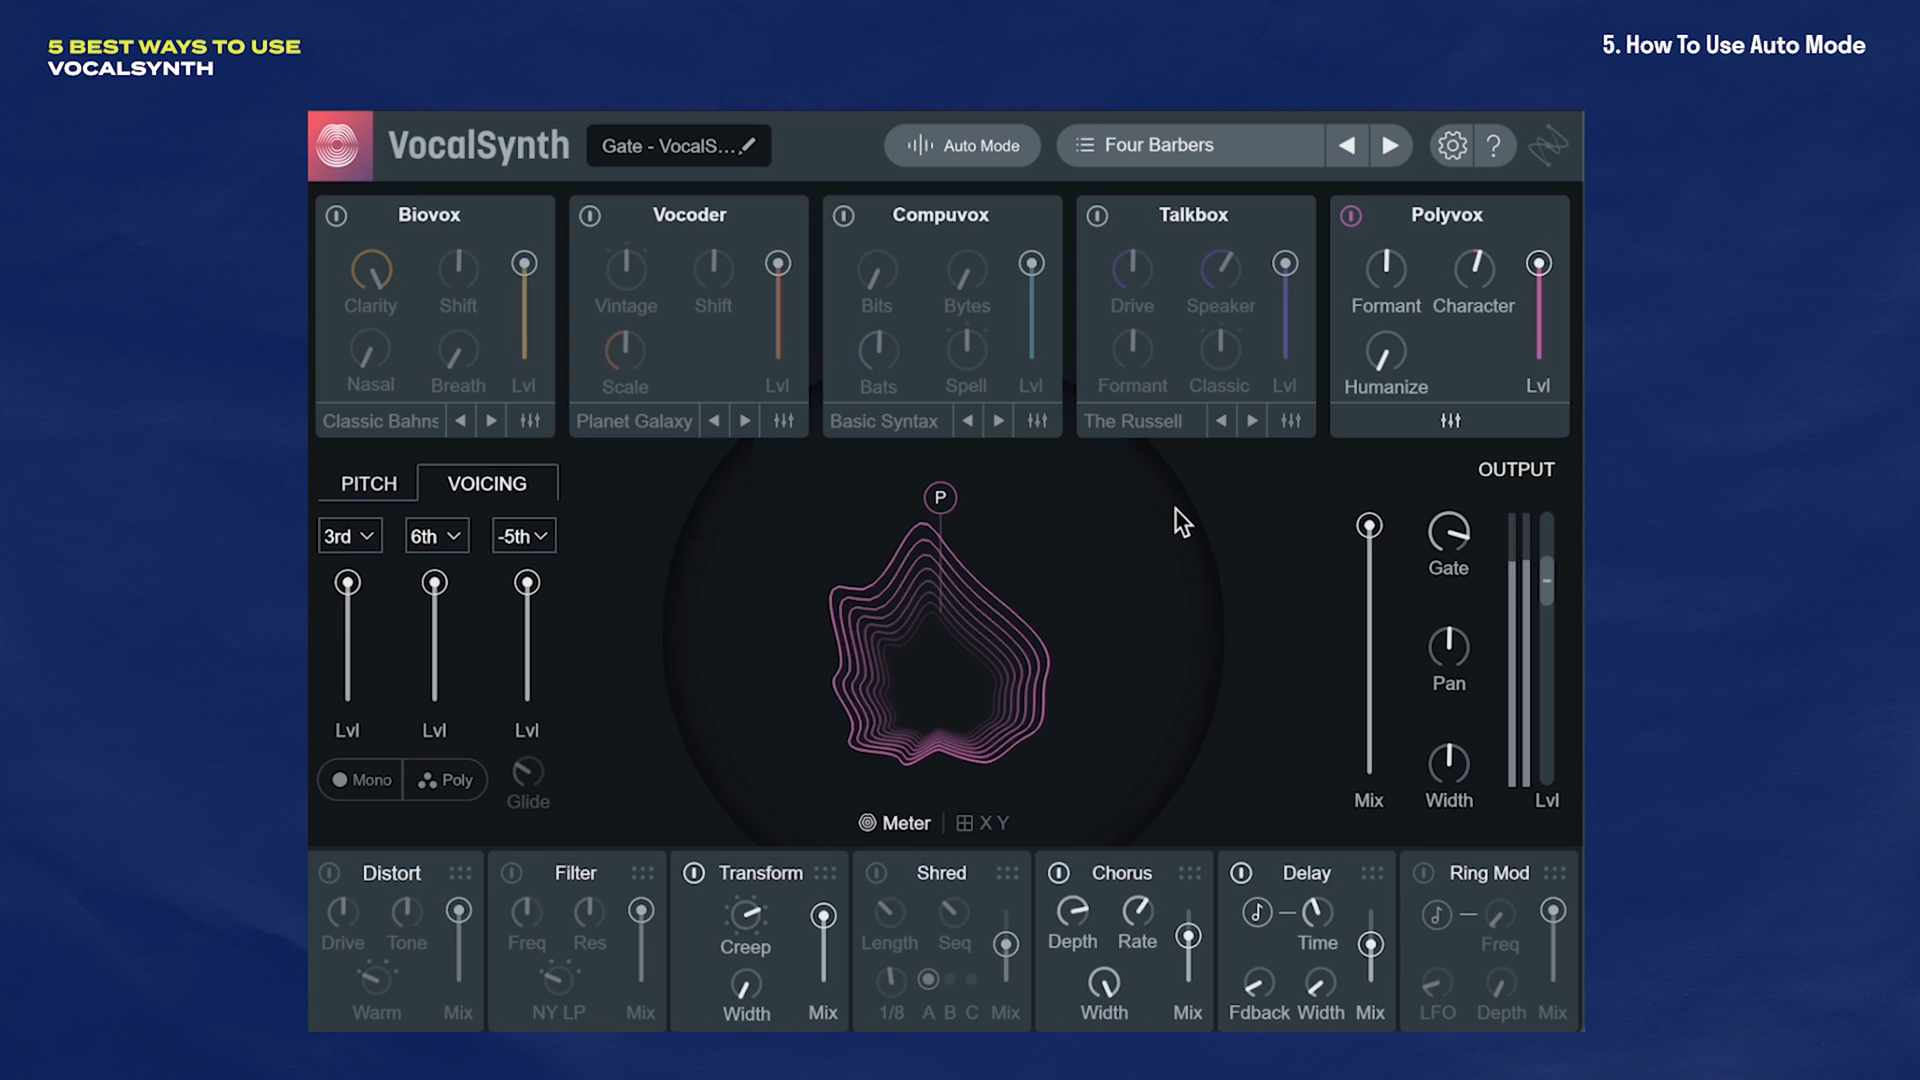 5 BEST WAYS TO USE
VOCALSYNTH
5. How To Use Auto Mode
VocalSynth
Gate - VocalS...
Auto Mode
Four Barbers
?
Biovox
Clarity
Shift
Nasal
Breath
Lvl
Classic Bahns
Vocoder
Vintage
Shift
Scale
Lvl
Planet Galaxy
Compuvox
Bits
Bytes
Bats
Spell
Lvl
Basic Syntax
Talkbox
Drive
Speaker
Formant
Classic
Lvl
The Russell
Polyvox
Formant
Character
Humanize
Lvl
PITCH
VOICING
3rd
6th
-5th
Lvl
Lvl
Lvl
Mono
Poly
Glide
P
Meter
X Y
OUTPUT
Gate
Pan
Mix
Width
Lvl
Distort
Drive
Tone
Warm
Mix
Filter
Freq
Res
NY LP
Mix
Transform
Creep
Width
Mix
Shred
Length
Seq
1/8
A B C
Mix
Chorus
Depth
Rate
Width
Mix
Delay
Time
Fdback
Width
Mix
Ring Mod
Freq
LFO
Depth
Mix